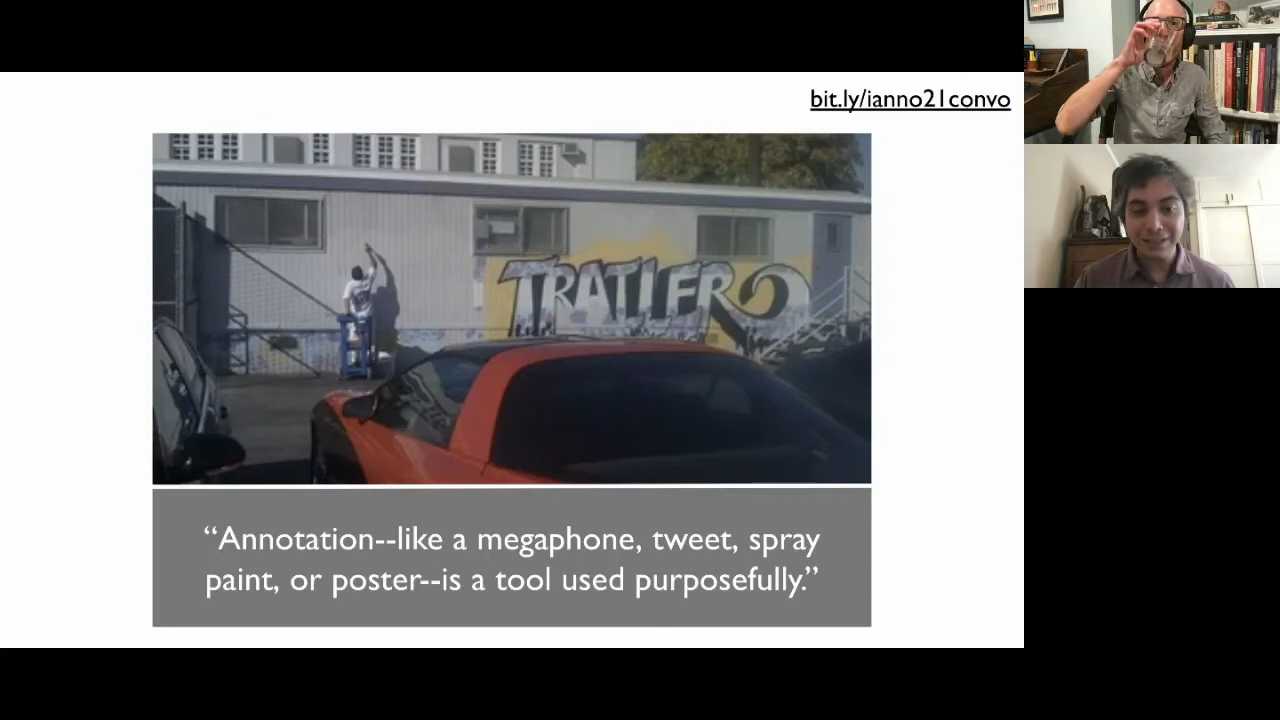 bit.ly/ianno21convo
TRAILER
“Annotation--like a megaphone, tweet, spray
paint, or poster--is a tool used purposefully.”